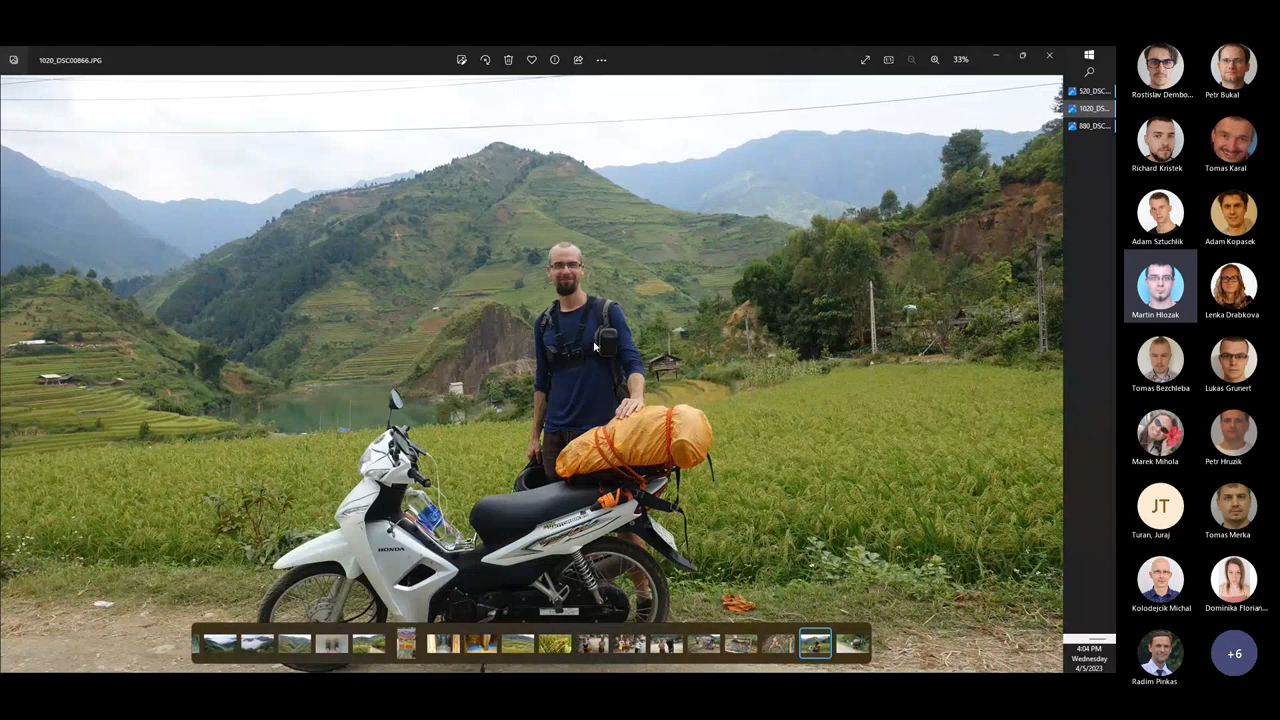 1020_DSC00866.JPG
33%
520_DSC...
1020_DS...
880_DSC...
HONDA
4:04 PM
Wednesday
4/5/2023
Rostislav Dembo...
Petr Bukal
Richard Kristek
Tomas Karal
Adam Sztuchlik
Adam Kopasek
Martin Hlozak
Lenka Drabkova
Tomas Bezchleba
Lukas Grunert
Marek Mihola
Petr Hruzik
JT
Turan, Juraj
Tomas Merka
Kolodejcik Michal
Dominika Florian...
Radim Pinkas
+6